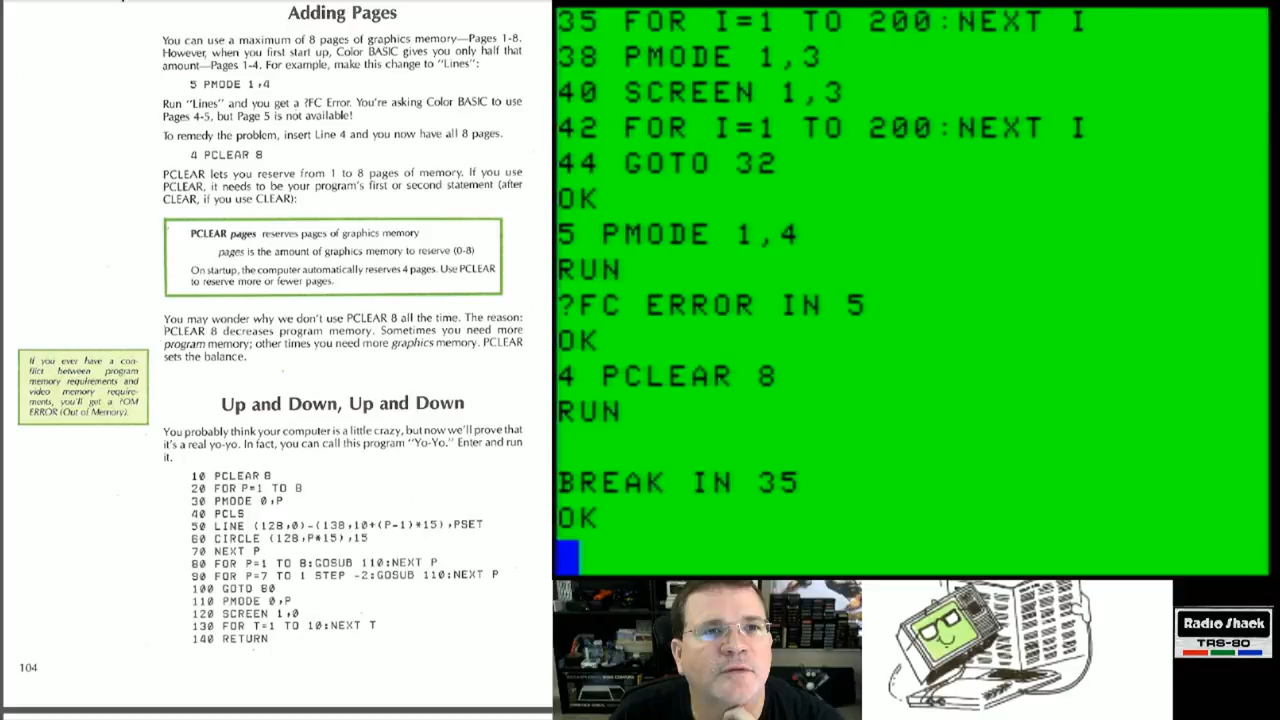 Adding Pages
You can use a maximum of 8 pages of graphics memory—Pages 1-8.
However, when you first start up, Color BASIC gives you only half that
amount—Pages 1-4. For example, make this change to "Lines":
5 PMODE 1,4
Run "Lines" and you get a ?FC Error. You're asking Color BASIC to use
Pages 4-5, but Page 5 is not available!
To remedy the problem, insert Line 4 and you now have all 8 pages.
4 PCLEAR 8
PCLEAR lets you reserve from 1 to 8 pages of memory. If you use
PCLEAR, it needs to be your program's first or second statement (after
CLEAR, if you use CLEAR):
PCLEAR pages reserves pages of graphics memory
pages is the amount of graphics memory to reserve (0-8)
On startup, the computer automatically reserves 4 pages. Use PCLEAR
to reserve more or fewer pages.
You may wonder why we don't use PCLEAR 8 all the time. The reason:
PCLEAR 8 decreases program memory. Sometimes you need more
program memory; other times you need more graphics memory. PCLEAR
sets the balance.
If you ever have a con-
flict between program
memory requirements and
video memory require-
ments, you'll get a ?OM
ERROR (Out of Memory).
Up and Down, Up and Down
You probably think your computer is a little crazy, but now we'll prove that
it's a real yo-yo. In fact, you can call this program "Yo-Yo." Enter and run
it.
10 PCLEAR 8
20 FOR P=1 TO 8
30 PMODE 0,P
40 PCLS
50 LINE (128,0)-(138,10+(P-1)*15),PSET
60 CIRCLE (128,P*15),15
70 NEXT P
80 FOR P=1 TO 8:GOSUB 110:NEXT P
90 FOR P=7 TO 1 STEP -2:GOSUB 110:NEXT P
100 GOTO 80
110 PMODE 0,P
120 SCREEN 1,0
130 FOR T=1 TO 10:NEXT T
140 RETURN
104
35 FOR I=1 TO 200:NEXT I
38 PMODE 1,3
40 SCREEN 1,3
42 FOR I=1 TO 200:NEXT I
44 GOTO 32
OK
5 PMODE 1,4
RUN
?FC ERROR IN 5
OK
4 PCLEAR 8
RUN
BREAK IN 35
OK
Radio Shack
TRS-80